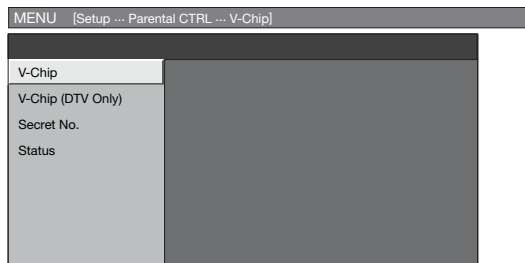 MENU [Setup ··· Parental CTRL ··· V-Chip]
V-Chip
V-Chip (DTV Only)
Secret No.
Status